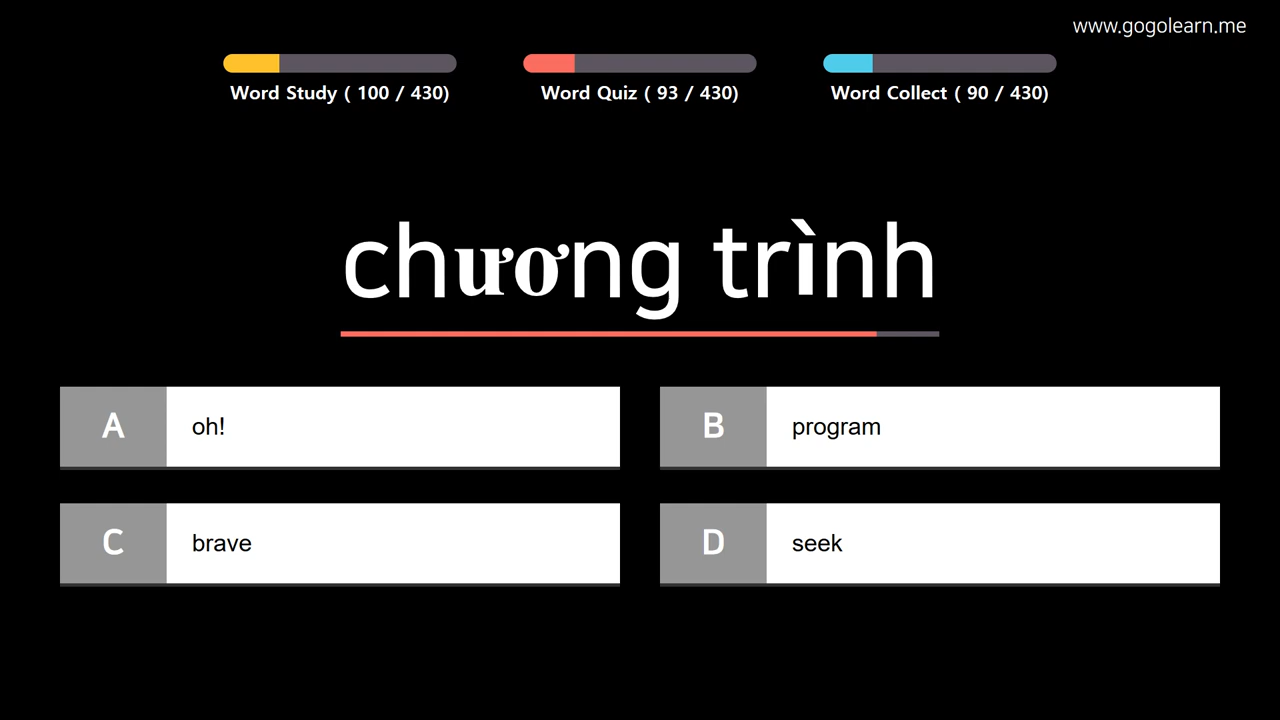 www.gogolearn.me
Word Study ( 100 / 430)
Word Quiz ( 93 / 430)
Word Collect ( 90 / 430)
chương trình
A oh!
B program
C brave
D seek